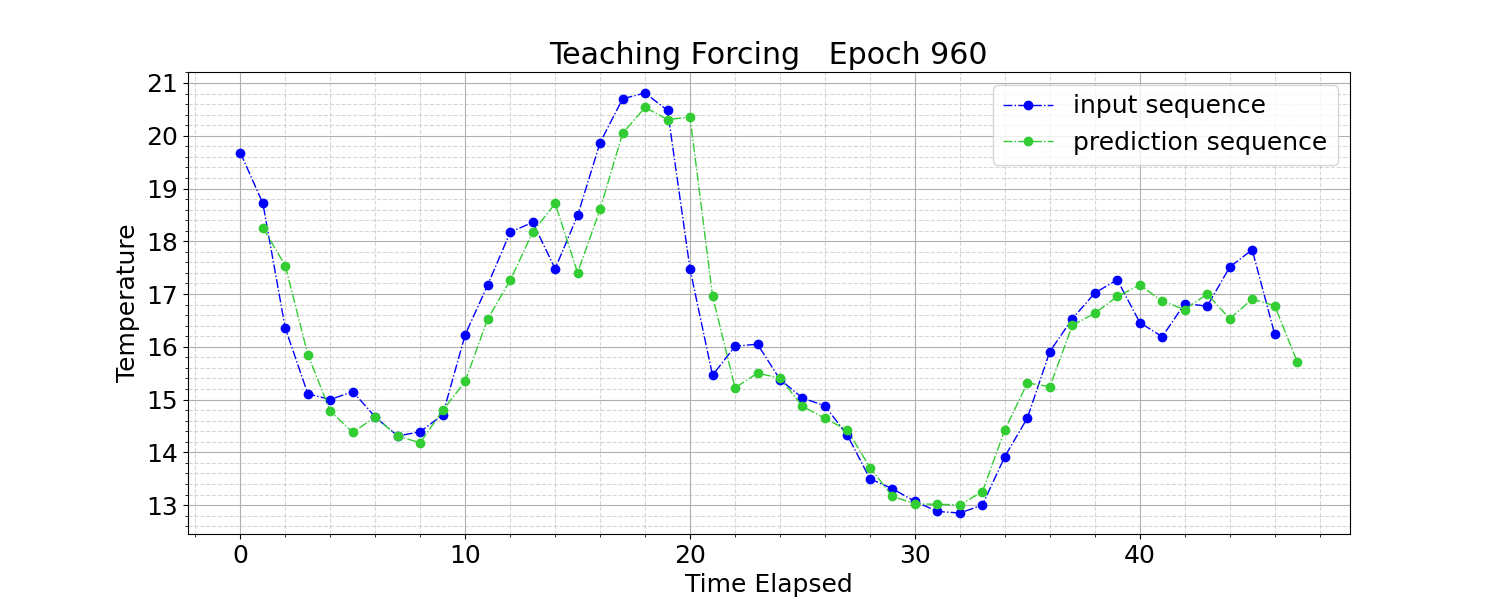 Teaching Forcing   Epoch 960
input sequence
prediction sequence
Temperature
21
20
19
18
17
16
15
14
13
0 10 20 30 40
Time Elapsed